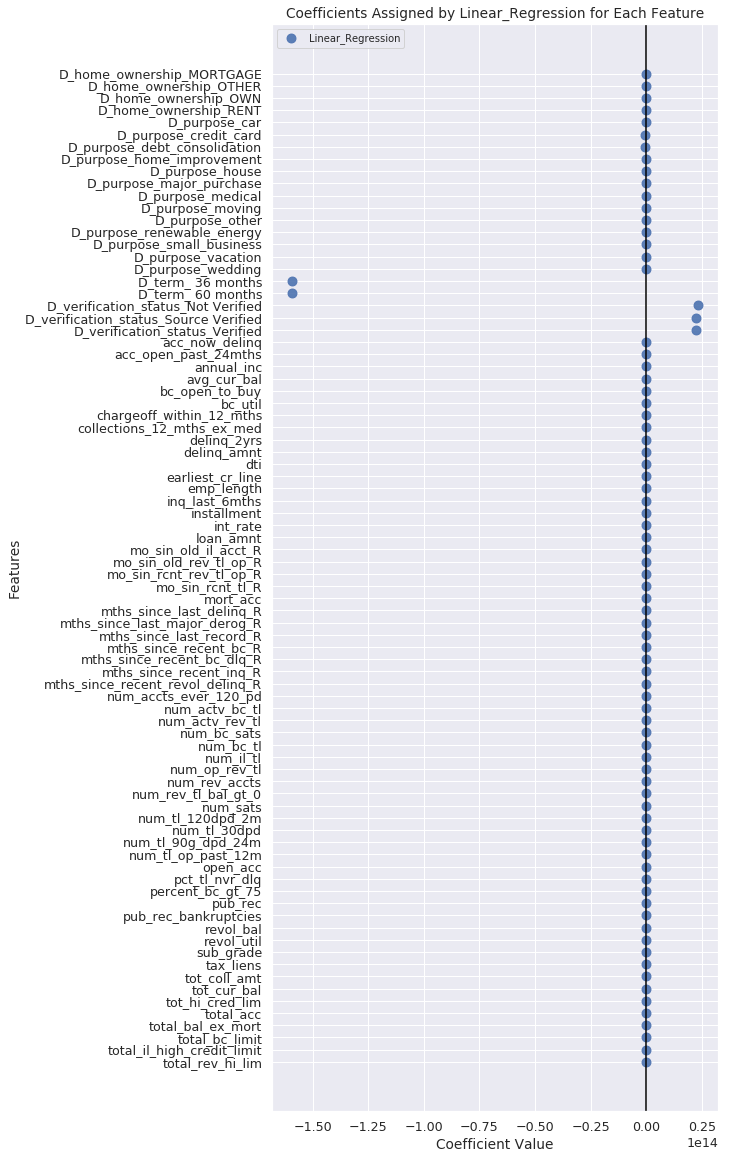 Coefficients Assigned by Linear_Regression for Each Feature
Linear_Regression
D_home_ownership_MORTGAGE
D_home_ownership_OTHER
D_home_ownership_OWN
D_home_ownership_RENT
D_purpose_car
D_purpose_credit_card
D_purpose_debt_consolidation
D_purpose_home_improvement
D_purpose_house
D_purpose_major_purchase
D_purpose_medical
D_purpose_moving
D_purpose_other
D_purpose_renewable_energy
D_purpose_small_business
D_purpose_vacation
D_purpose_wedding
D_term_ 36 months
D_term_ 60 months
D_verification_status_Not Verified
D_verification_status_Source Verified
D_verification_status_Verified
acc_now_delinq
acc_open_past_24mths
annual_inc
avg_cur_bal
bc_open_to_buy
bc_util
chargeoff_within_12_mths
collections_12_mths_ex_med
delinq_2yrs
delinq_amnt
dti
earliest_cr_line
emp_length
inq_last_6mths
installment
int_rate
loan_amnt
mo_sin_old_il_acct_R
mo_sin_old_rev_tl_op_R
mo_sin_rcnt_rev_tl_op_R
mo_sin_rcnt_tl_R
mort_acc
mths_since_last_delinq_R
mths_since_last_major_derog_R
mths_since_last_record_R
mths_since_recent_bc_R
mths_since_recent_bc_dlq_R
mths_since_recent_inq_R
mths_since_recent_revol_delinq_R
num_accts_ever_120_pd
num_actv_bc_tl
num_actv_rev_tl
num_bc_sats
num_bc_tl
num_il_tl
num_op_rev_tl
num_rev_accts
num_rev_tl_bal_gt_0
num_sats
num_tl_120dpd_2m
num_tl_30dpd
num_tl_90g_dpd_24m
num_tl_op_past_12m
open_acc
pct_tl_nvr_dlq
percent_bc_gt_75
pub_rec
pub_rec_bankruptcies
revol_bal
revol_util
sub_grade
tax_liens
tot_coll_amt
tot_cur_bal
tot_hi_cred_lim
total_acc
total_bal_ex_mort
total_bc_limit
total_il_high_credit_limit
total_rev_hi_lim
Features
−1.50 −1.25 −1.00 −0.75 −0.50 −0.25 0.00 0.25
1e14
Coefficient Value